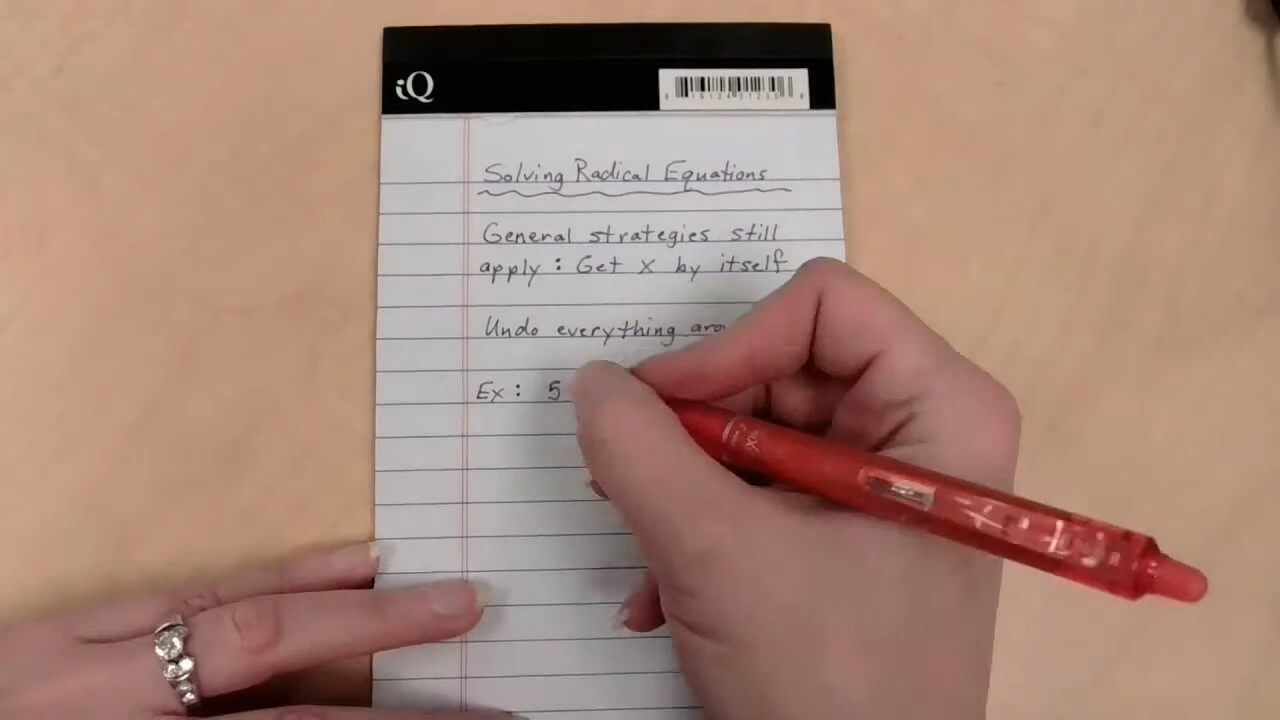 iQ
Solving Radical Equations
General strategies still
apply : Get x by itself
Undo everything
Ex : 5